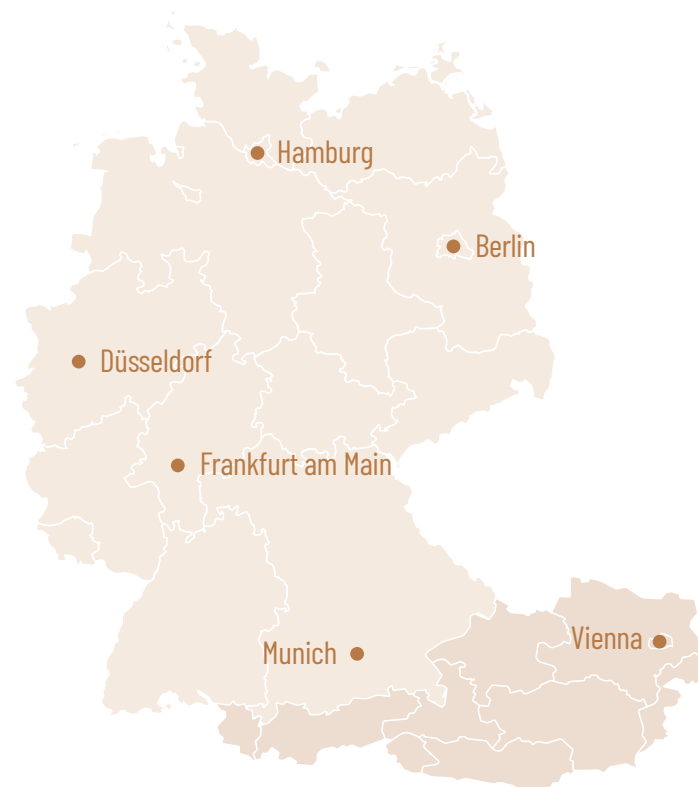 Hamburg
Berlin
Düsseldorf
Frankfurt am Main
Vienna
Munich